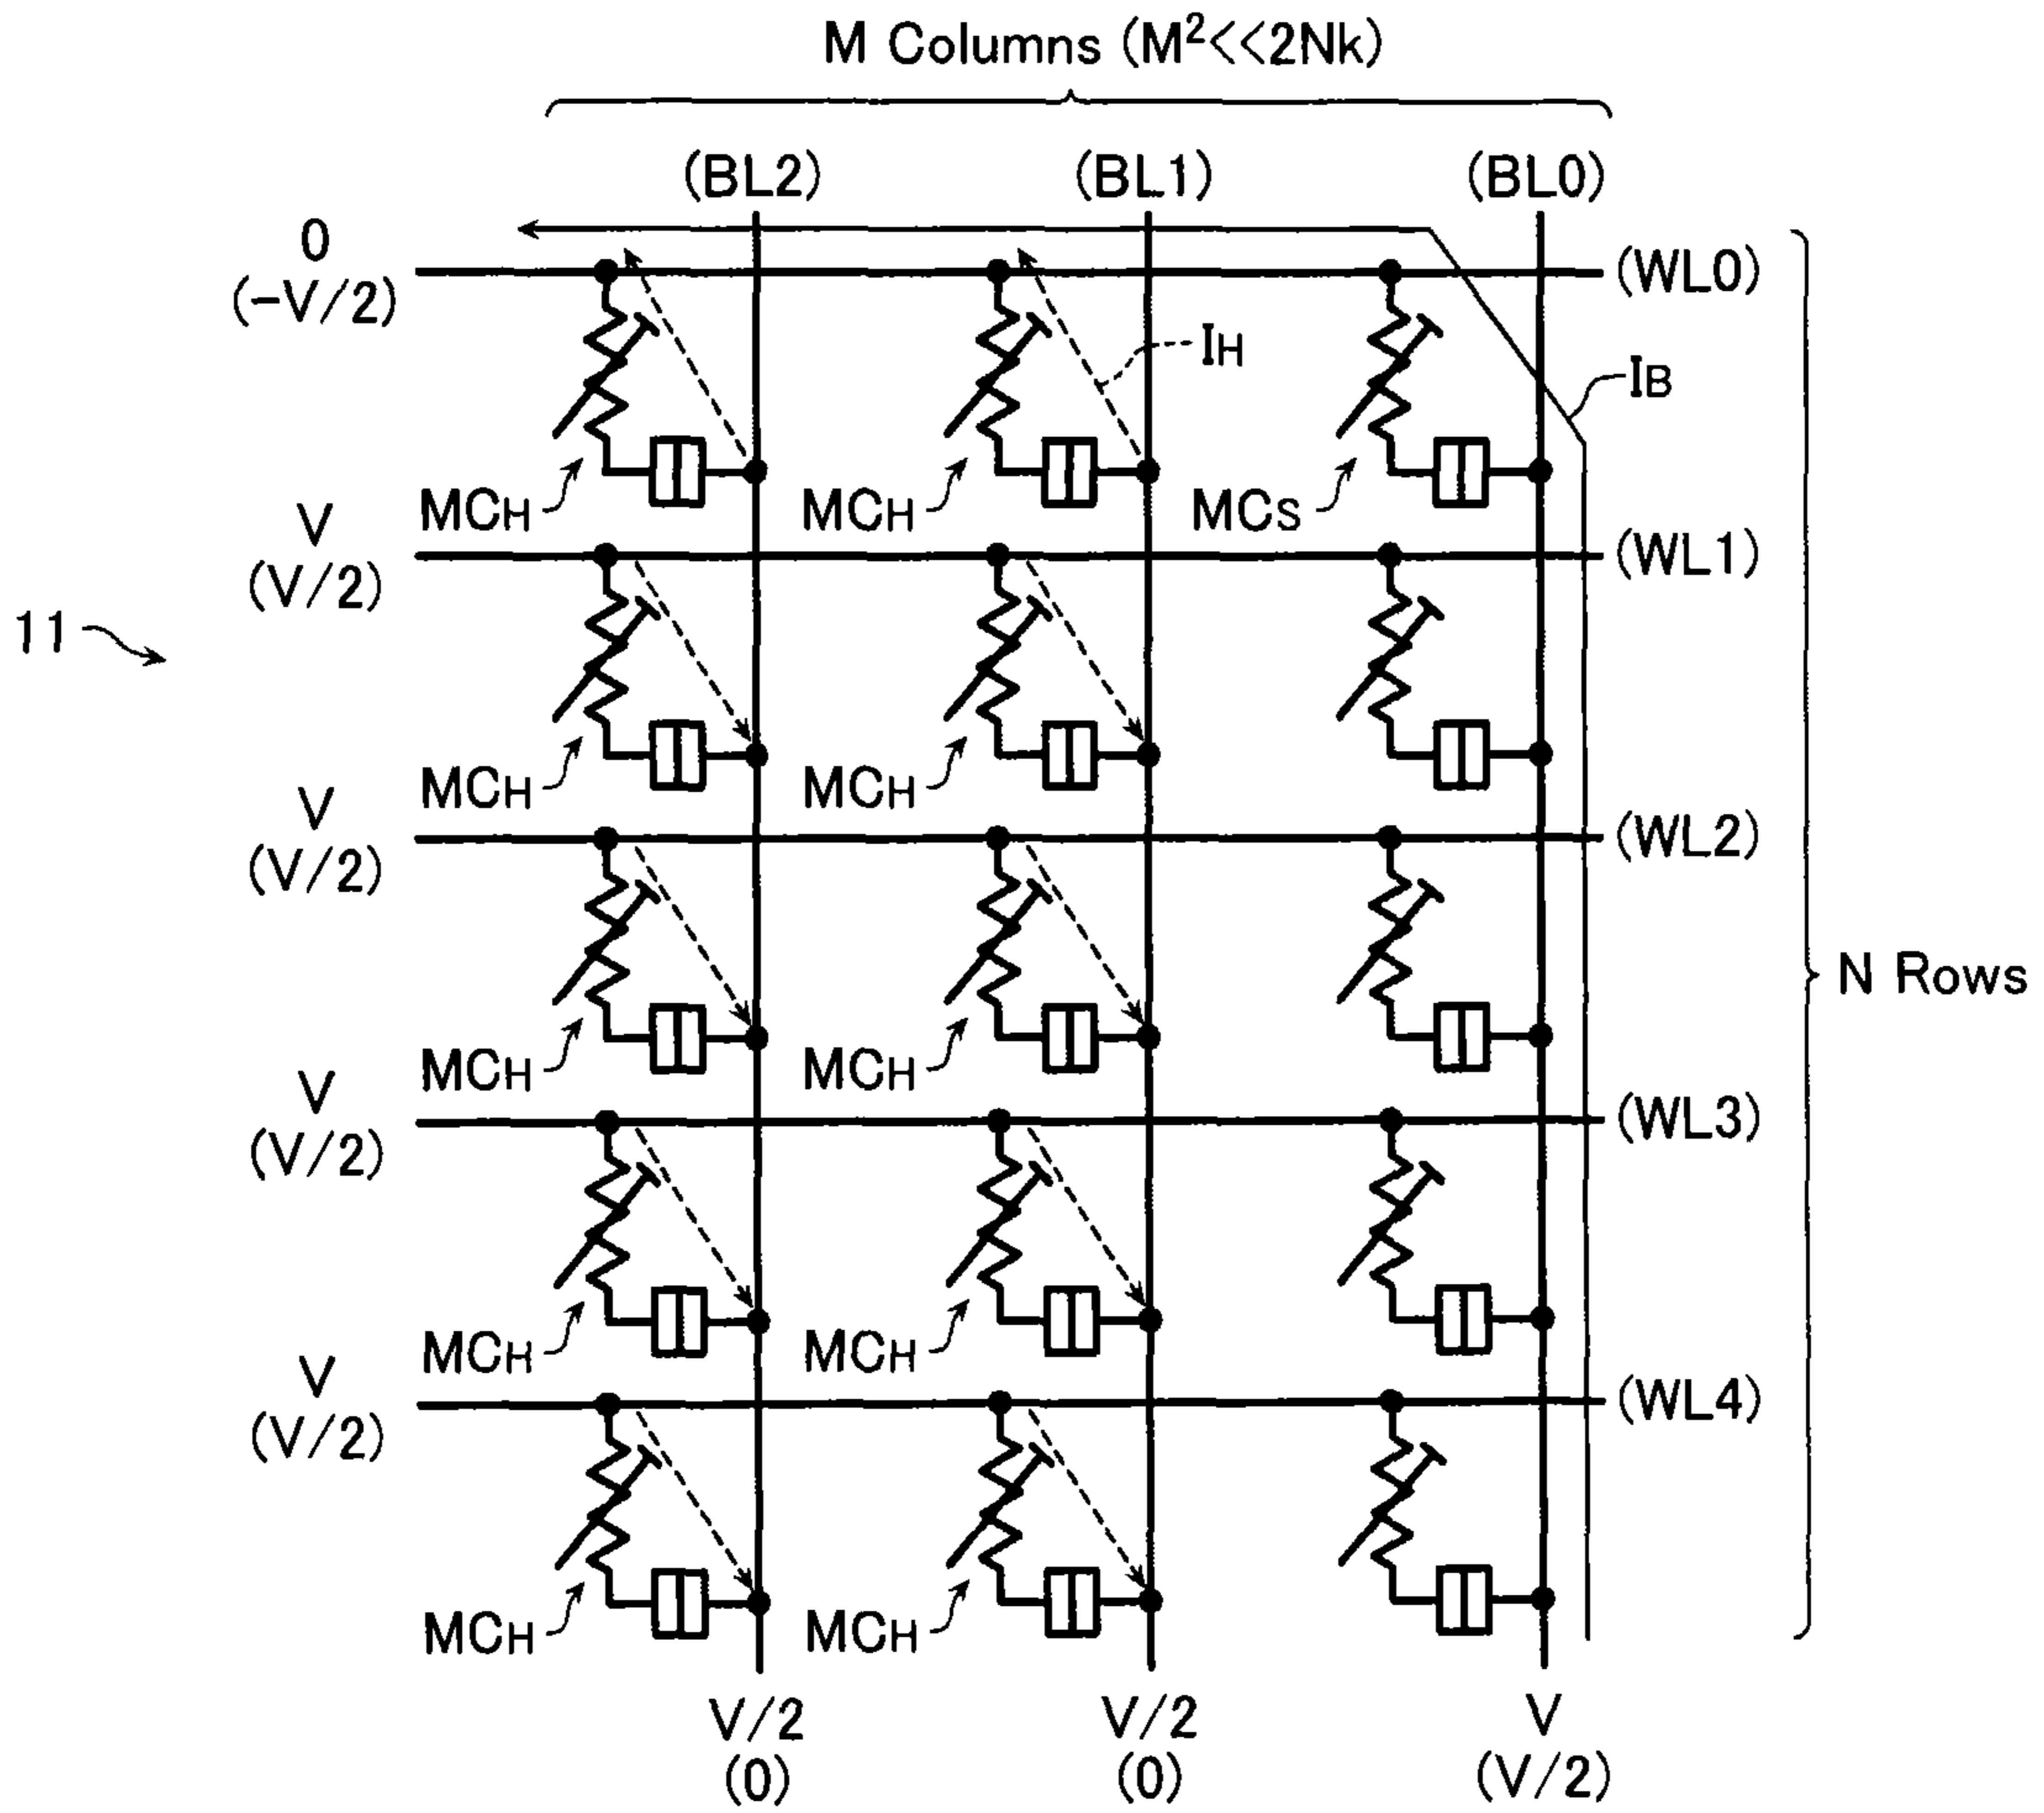 M Columns (M²<<2Nk)
(BL2) (BL1) (BL0)
0
(-V/2)
(WL0)
IH
IB
MCH MCH MCS
V
(V/2)
(WL1)
11
MCH MCH
V
(V/2)
(WL2)
N Rows
MCH MCH
V
(V/2)
(WL3)
MCH MCH
V
(V/2)
(WL4)
MCH MCH
V/2 V/2 V
(0) (0) (V/2)